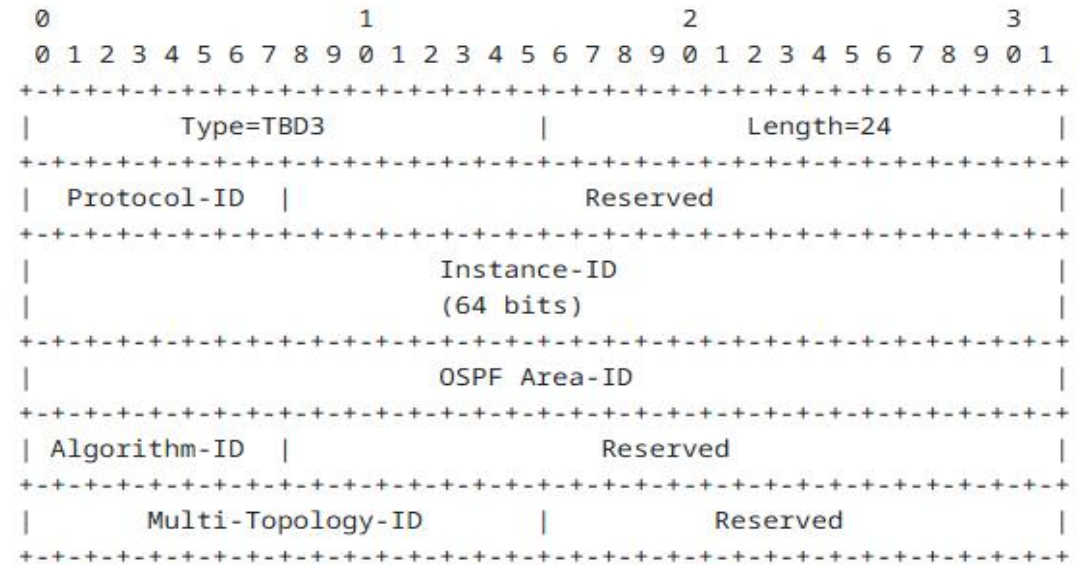 0                   1                   2                   3
0 1 2 3 4 5 6 7 8 9 0 1 2 3 4 5 6 7 8 9 0 1 2 3 4 5 6 7 8 9 0 1
+-+-+-+-+-+-+-+-+-+-+-+-+-+-+-+-+-+-+-+-+-+-+-+-+-+-+-+-+-+-+-+-+
|         Type=TBD3             |            Length=24          |
+-+-+-+-+-+-+-+-+-+-+-+-+-+-+-+-+-+-+-+-+-+-+-+-+-+-+-+-+-+-+-+-+
|  Protocol-ID  |                  Reserved                     |
+-+-+-+-+-+-+-+-+-+-+-+-+-+-+-+-+-+-+-+-+-+-+-+-+-+-+-+-+-+-+-+-+
|                         Instance-ID                           |
|                         (64 bits)                             |
+-+-+-+-+-+-+-+-+-+-+-+-+-+-+-+-+-+-+-+-+-+-+-+-+-+-+-+-+-+-+-+-+
|                         OSPF Area-ID                          |
+-+-+-+-+-+-+-+-+-+-+-+-+-+-+-+-+-+-+-+-+-+-+-+-+-+-+-+-+-+-+-+-+
| Algorithm-ID  |                   Reserved                    |
+-+-+-+-+-+-+-+-+-+-+-+-+-+-+-+-+-+-+-+-+-+-+-+-+-+-+-+-+-+-+-+-+
|       Multi-Topology-ID       |          Reserved             |
+-+-+-+-+-+-+-+-+-+-+-+-+-+-+-+-+-+-+-+-+-+-+-+-+-+-+-+-+-+-+-+-+